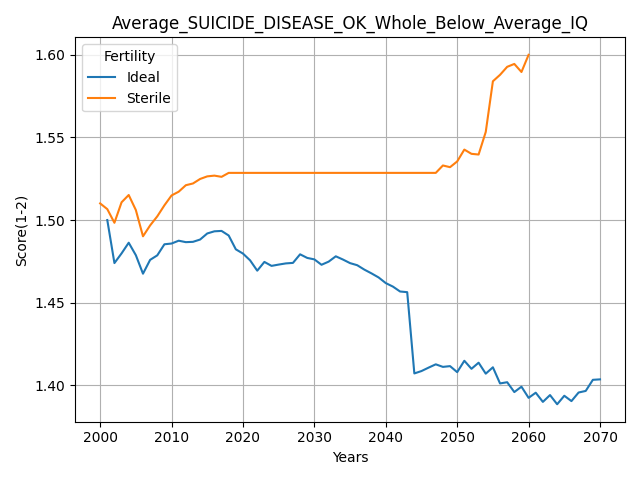 Average_SUICIDE_DISEASE_OK_Whole_Below_Average_IQ
Fertility
Ideal
Sterile
Score(1-2)
1.60
1.55
1.50
1.45
1.40
2000 2010 2020 2030 2040 2050 2060 2070
Years